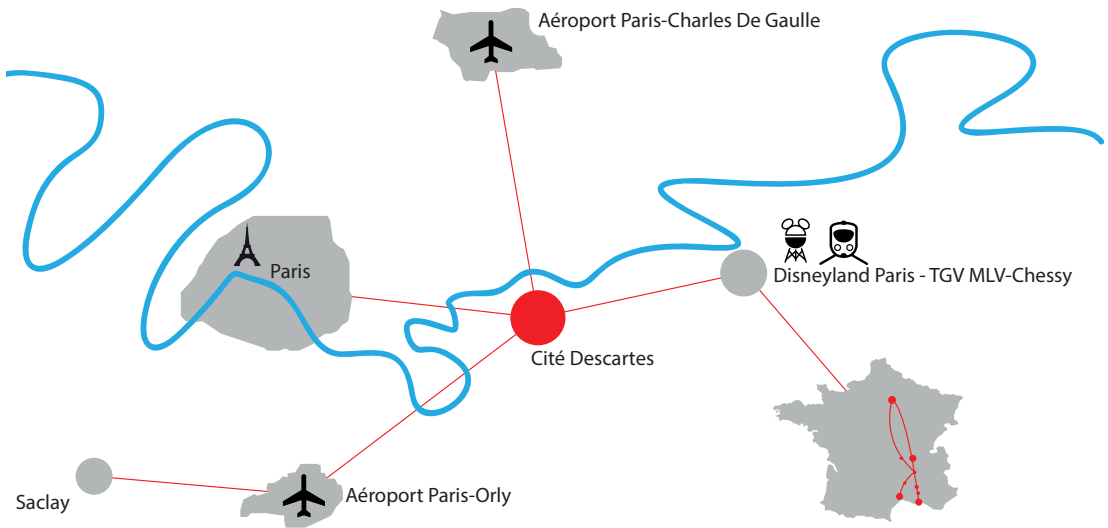 Aéroport Paris-Charles De Gaulle
Paris
Disneyland Paris - TGV MLV-Chessy
Cité Descartes
Aéroport Paris-Orly
Saclay